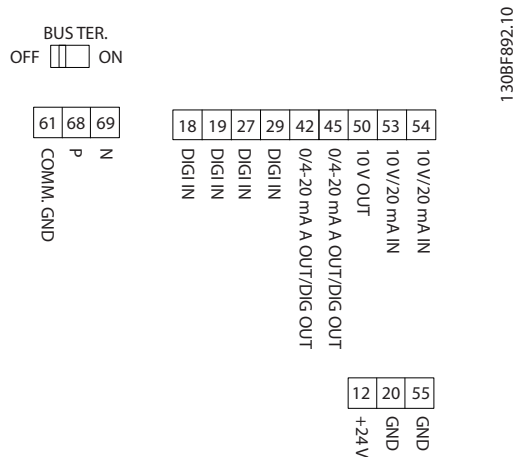 130BF892.10
BUS TER.
OFF ON
61 68 69
COMM. GND
P
N
18 19 27 29 42 45 50 53 54
DIGI IN
DIGI IN
DIGI IN
DIGI IN
0/4-20 mA A OUT/DIG OUT
0/4-20 mA A OUT/DIG OUT
10 V OUT
10 V/20 mA IN
10 V/20 mA IN
12 20 55
+24 V
GND
GND